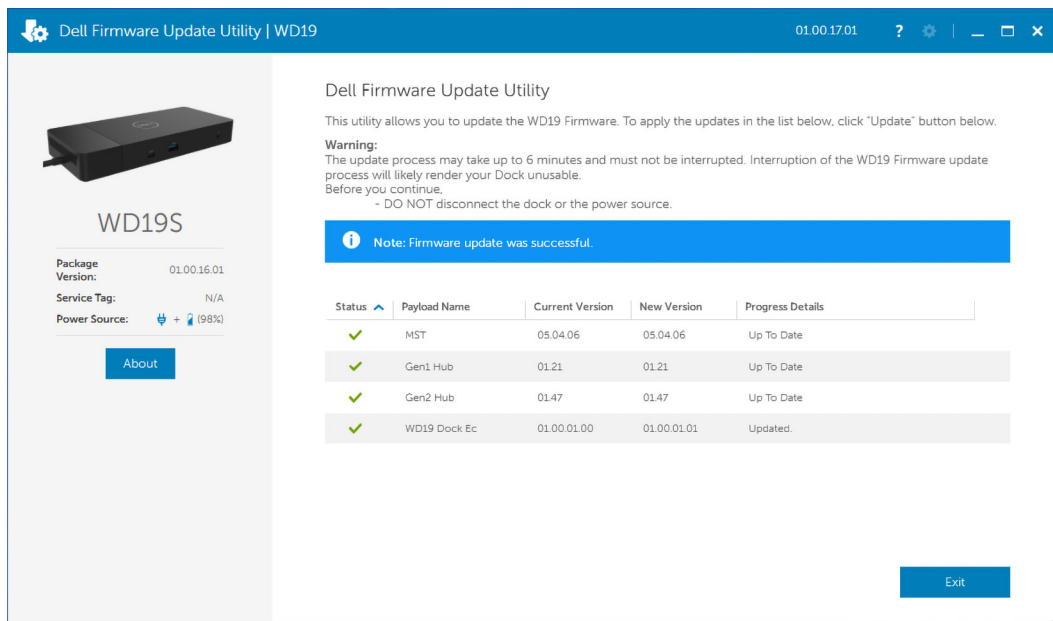 Dell Firmware Update Utility | WD19
01.00.17.01 ?
WD19S
Package Version: 01.00.16.01
Service Tag: N/A
Power Source: + (98%)
About
Dell Firmware Update Utility
This utility allows you to update the WD19 Firmware. To apply the updates in the list below, click "Update" button below.
Warning:
The update process may take up to 6 minutes and must not be interrupted. Interruption of the WD19 Firmware update
process will likely render your Dock unusable.
Before you continue,
- DO NOT disconnect the dock or the power source.
Note: Firmware update was successful.
Status Payload Name Current Version New Version Progress Details
MST 05.04.06 05.04.06 Up To Date
Gen1 Hub 01.21 01.21 Up To Date
Gen2 Hub 01.47 01.47 Up To Date
WD19 Dock Ec 01.00.01.00 01.00.01.01 Updated.
Exit